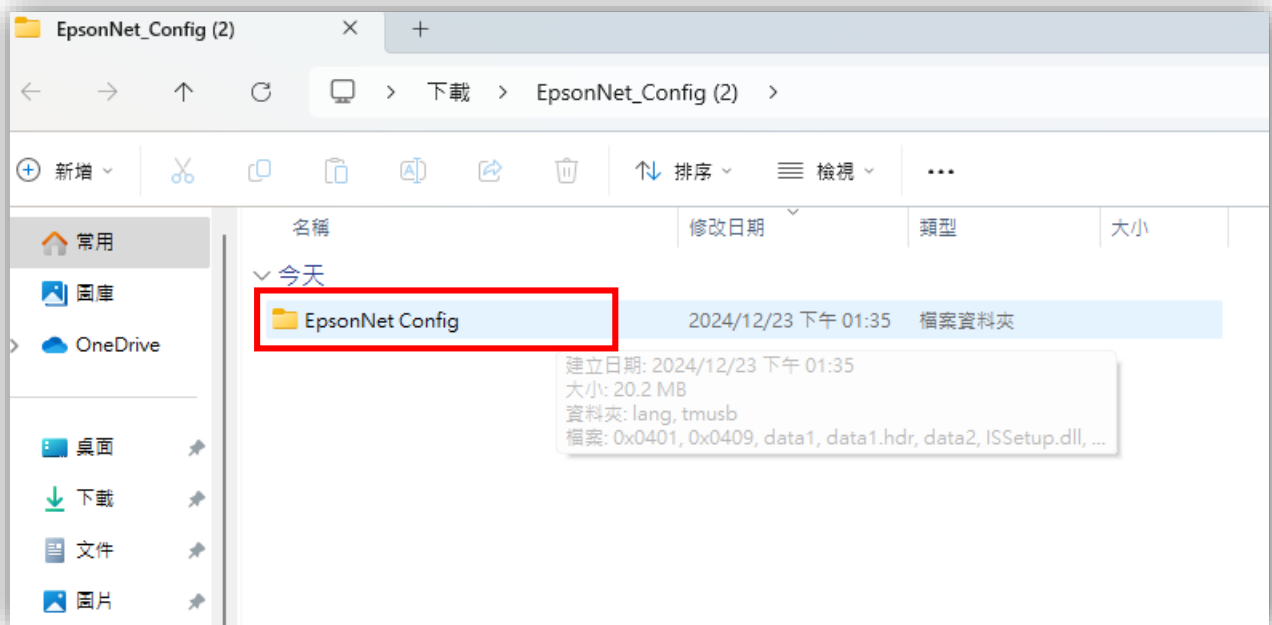 EpsonNet_Config (2)
下載 > EpsonNet_Config (2) >
新增 排序 檢視 ...
名稱 修改日期 類型 大小
常用
圖庫
OneDrive
桌面
下載
文件
圖片
今天
EpsonNet Config 2024/12/23 下午 01:35 檔案資料夾
建立日期: 2024/12/23 下午 01:35
大小: 20.2 MB
資料夾: lang, tmusb
檔案: 0x0401, 0x0409, data1, data1.hdr, data2, ISSetup.dll, ...